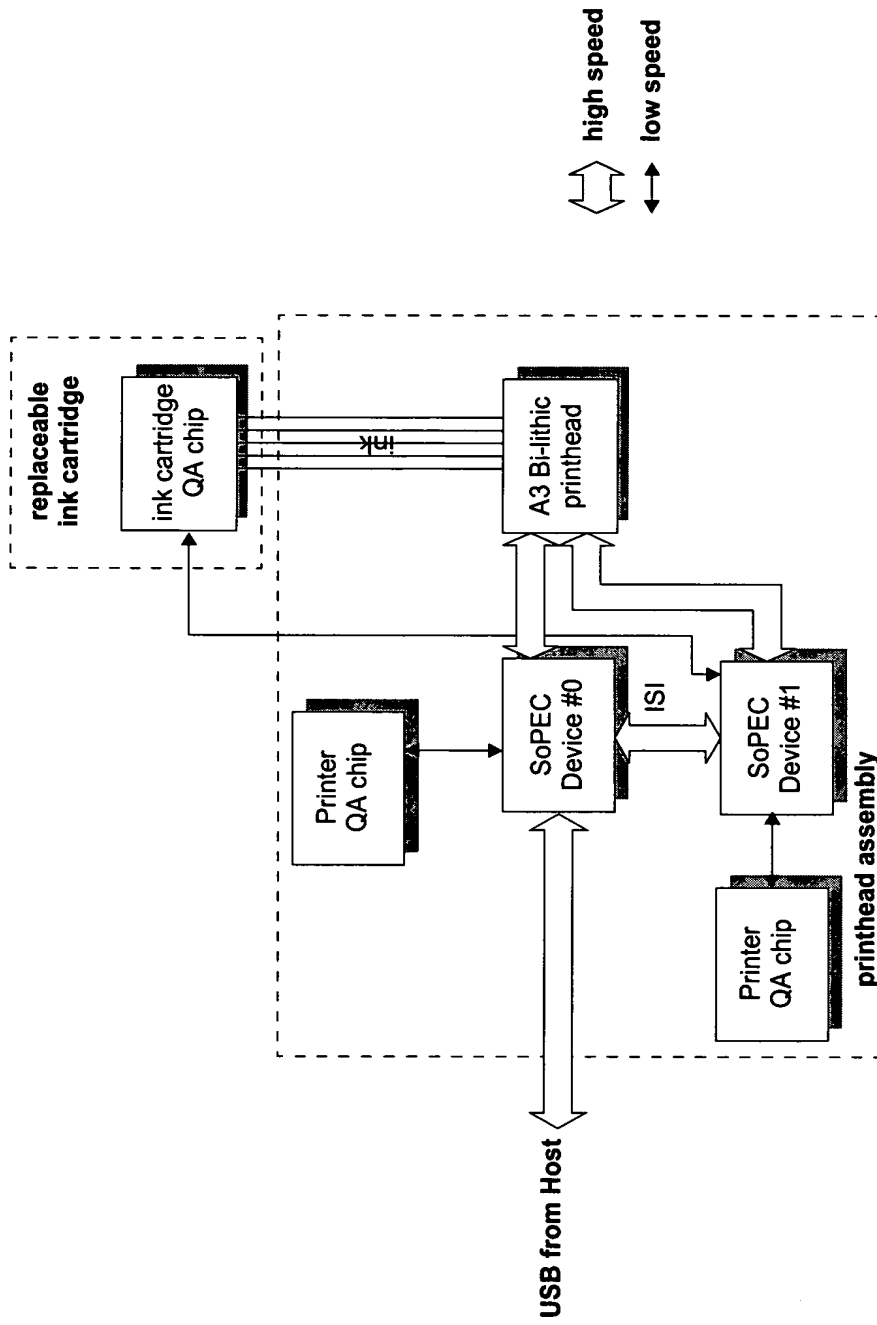 replaceable
ink cartridge
ink cartridge
QA chip
ink
Printer
QA chip
SoPEC
Device #0
A3 Bi-lithic
printhead
ISI
USB from Host
Printer
QA chip
SoPEC
Device #1
printhead assembly
high speed
low speed